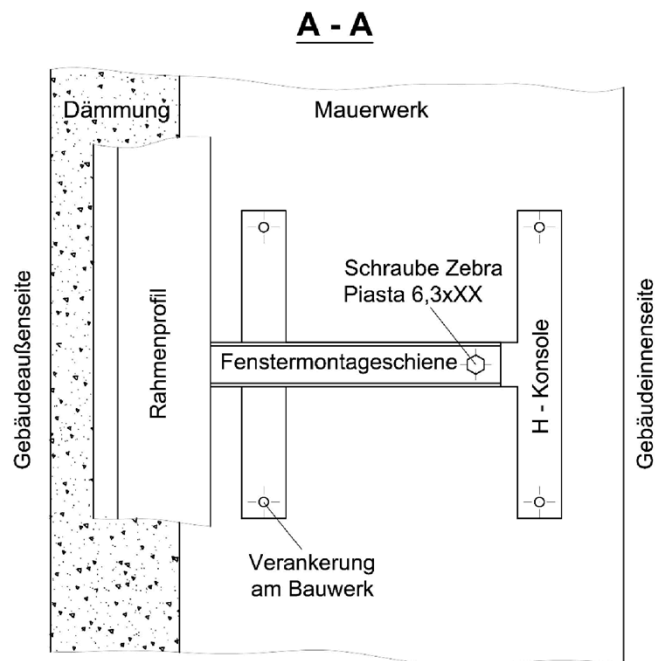 A - A
Dämmung
Mauerwerk
Gebäudeaußenseite
Rahmenprofil
Schraube Zebra
Piasta 6,3xXX
Fenstermontageschiene
H - Konsole
Gebäudeinnenseite
Verankerung
am Bauwerk